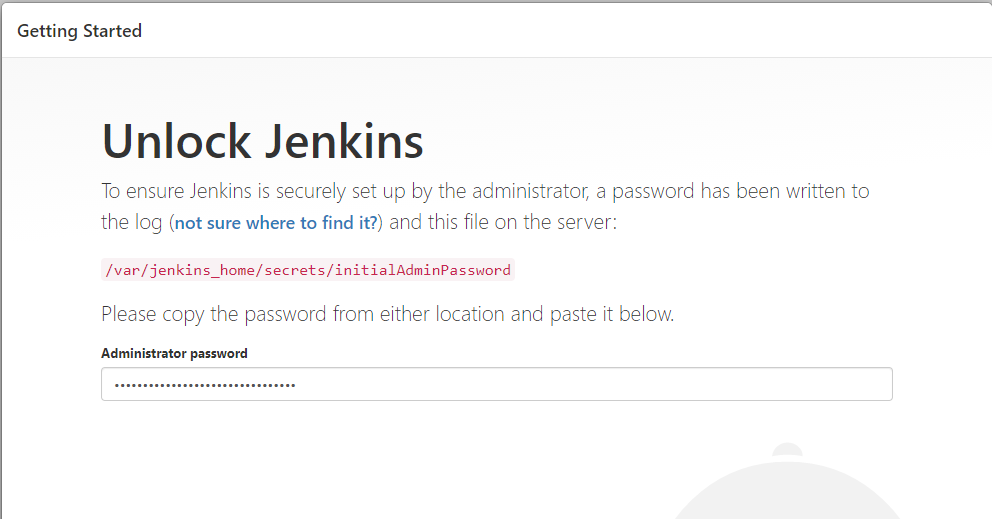 Getting Started
Unlock Jenkins
To ensure Jenkins is securely set up by the administrator, a password has been written to
the log (not sure where to find it?) and this file on the server:
/var/jenkins_home/secrets/initialAdminPassword
Please copy the password from either location and paste it below.
Administrator password
••••••••••••••••••••••••••••••••